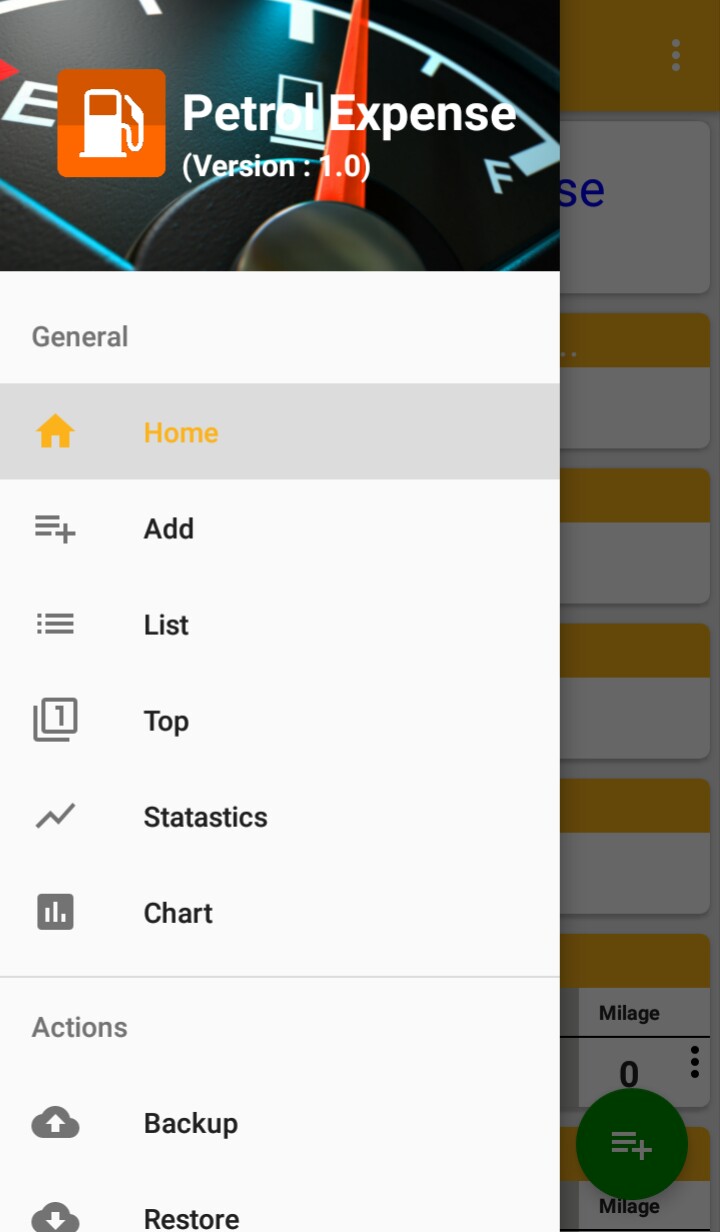 E
Petrol Expense
(Version : 1.0)
F
se
General
..
Home
Add
List
Top
1
Statastics
Chart
Milage
Actions
0
Backup
Restore
Milage